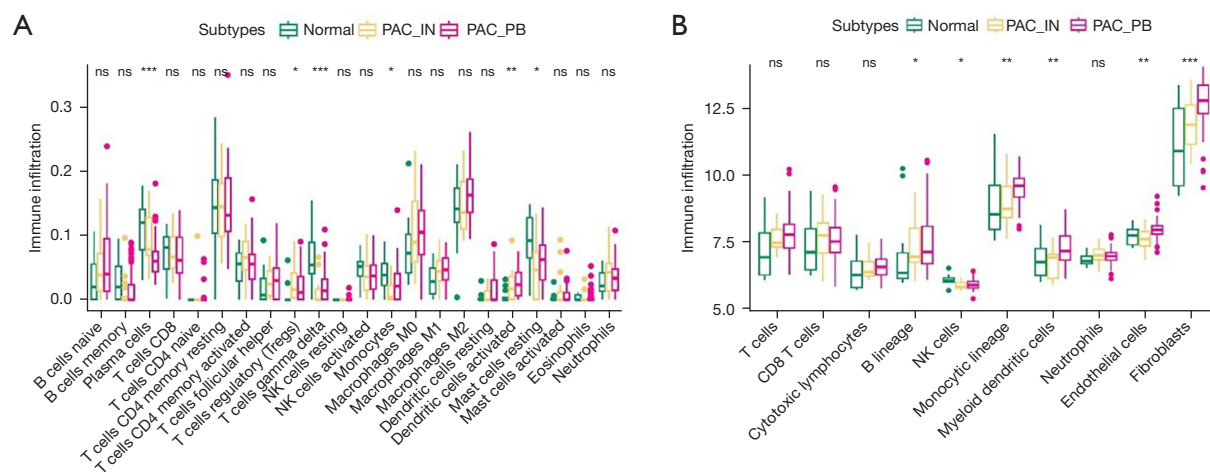 A
Subtypes Normal PAC_IN PAC_PB
ns ns *** ns ns ns ns ns * *** ns ns * ns ns ns ** * ns ns ns
Immune infiltration
0.3
0.2
0.1
0.0
B cells naive
B cells memory
Plasma cells
T cells CD8
T cells CD4 naive
T cells CD4 memory resting
T cells CD4 memory activated
T cells follicular helper
T cells regulatory (Tregs)
T cells gamma delta
NK cells resting
NK cells activated
Monocytes
Macrophages M0
Macrophages M1
Macrophages M2
Dendritic cells resting
Dendritic cells activated
Mast cells resting
Mast cells activated
Eosinophils
Neutrophils
B
Subtypes Normal PAC_IN PAC_PB
ns ns ns * * ** ** ns ** ***
Immune infiltration
12.5
10.0
7.5
5.0
T cells
CD8 T cells
Cytotoxic lymphocytes
B lineage
NK cells
Monocytic lineage
Myeloid dendritic cells
Neutrophils
Endothelial cells
Fibroblasts